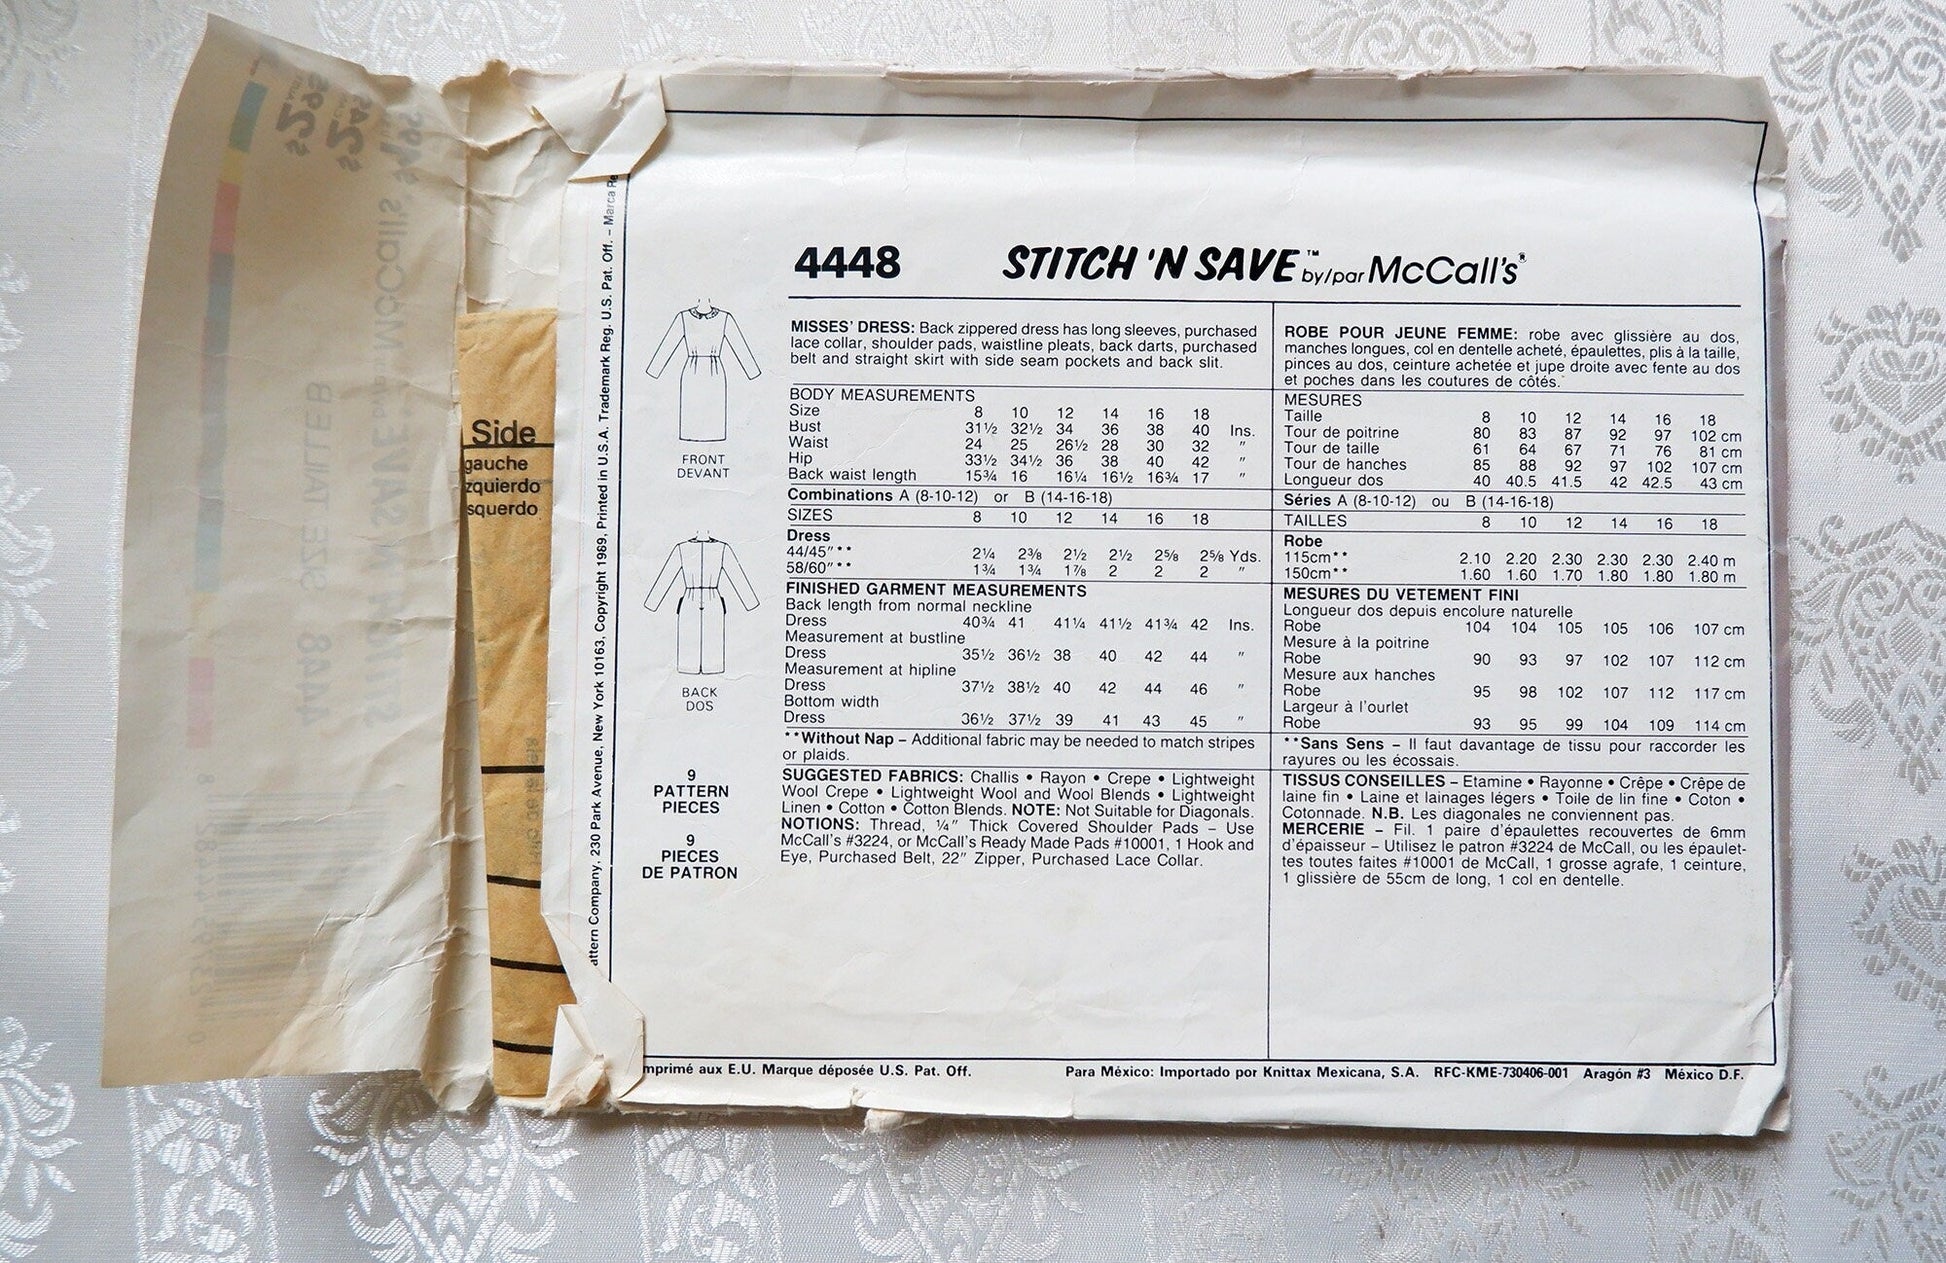 4448
STITCH 'N SAVE™ by/par McCall's®
MISSES' DRESS: Back zippered dress has long sleeves, purchased
lace collar, shoulder pads, waistline pleats, back darts, purchased
belt and straight skirt with side seam pockets and back slit.
BODY MEASUREMENTS
Size 8 10 12 14 16 18
Bust 31½ 32½ 34 36 38 40 Ins.
Waist 24 25 26½ 28 30 32 "
Hip 33½ 34½ 36 38 40 42 "
Back waist length 15¾ 16 16¼ 16½ 16¾ 17 "
Combinations A (8-10-12) or B (14-16-18)
SIZES 8 10 12 14 16 18
Dress
44/45"** 2¼ 2⅜ 2½ 2½ 2⅝ 2⅝ Yds.
58/60"** 1¾ 1¾ 1⅞ 2 2 2 "
FINISHED GARMENT MEASUREMENTS
Back length from normal neckline
Dress 40¾ 41 41¼ 41½ 41¾ 42 Ins.
Measurement at bustline
Dress 35½ 36½ 38 40 42 44 "
Measurement at hipline
Dress 37½ 38½ 40 42 44 46 "
Bottom width
Dress 36½ 37½ 39 41 43 45 "
**Without Nap – Additional fabric may be needed to match stripes
or plaids.
SUGGESTED FABRICS: Challis • Rayon • Crepe • Lightweight
Wool Crepe • Lightweight Wool and Wool Blends • Lightweight
Linen • Cotton • Cotton Blends. NOTE: Not Suitable for Diagonals.
NOTIONS: Thread, ¼" Thick Covered Shoulder Pads – Use
McCall's #3224, or McCall's Ready Made Pads #10001, 1 Hook and
Eye, Purchased Belt, 22" Zipper, Purchased Lace Collar.
ROBE POUR JEUNE FEMME: robe avec glissière au dos,
manches longues, col en dentelle acheté, épaulettes, plis à la taille,
pinces au dos, ceinture achetée et jupe droite avec fente au dos
et poches dans les coutures de côtés.
MESURES
Taille 8 10 12 14 16 18
Tour de poitrine 80 83 87 92 97 102 cm
Tour de taille 61 64 67 71 76 81 cm
Tour de hanches 85 88 92 97 102 107 cm
Longueur dos 40 40.5 41.5 42 42.5 43 cm
Séries A (8-10-12) ou B (14-16-18)
TAILLES 8 10 12 14 16 18
Robe
115cm** 2.10 2.20 2.30 2.30 2.30 2.40 m
150cm** 1.60 1.60 1.70 1.80 1.80 1.80 m
MESURES DU VETEMENT FINI
Longueur dos depuis encolure naturelle
Robe 104 104 105 105 106 107 cm
Mesure à la poitrine
Robe 90 93 97 102 107 112 cm
Mesure aux hanches
Robe 95 98 102 107 112 117 cm
Largeur à l'ourlet
Robe 93 95 99 104 109 114 cm
**Sans Sens – Il faut davantage de tissu pour raccorder les
rayures ou les écossais.
TISSUS CONSEILLES – Etamine • Rayonne • Crêpe • Crêpe de
laine fin • Laine et lainages légers • Toile de lin fine • Coton •
Cotonnade. N.B. Les diagonales ne conviennent pas.
MERCERIE – Fil. 1 paire d'épaulettes recouvertes de 6mm
d'épaisseur – Utilisez le patron #3224 de McCall, ou les épaulet-
tes toutes faites #10001 de McCall, 1 grosse agrafe, 1 ceinture,
1 glissière de 55cm de long, 1 col en dentelle.
FRONT
DEVANT
BACK
DOS
9
PATTERN
PIECES
9
PIECES
DE PATRON
attern Company, 230 Park Avenue, New York 10163, Copyright 1989, Printed in U.S.A. Trademark Reg. U.S. Pat. Off. – Marca Re
mprimé aux E.U. Marque déposée U.S. Pat. Off.
Para México: Importado por Knittax Mexicana, S.A. RFC-KME-730406-001 Aragón #3 México D.F.
Side
gauche
zquierdo
squerdo
$2.95
$2.45
STITCH 'N SAVE by/par McCall's
4448 SIZE TAILLE B